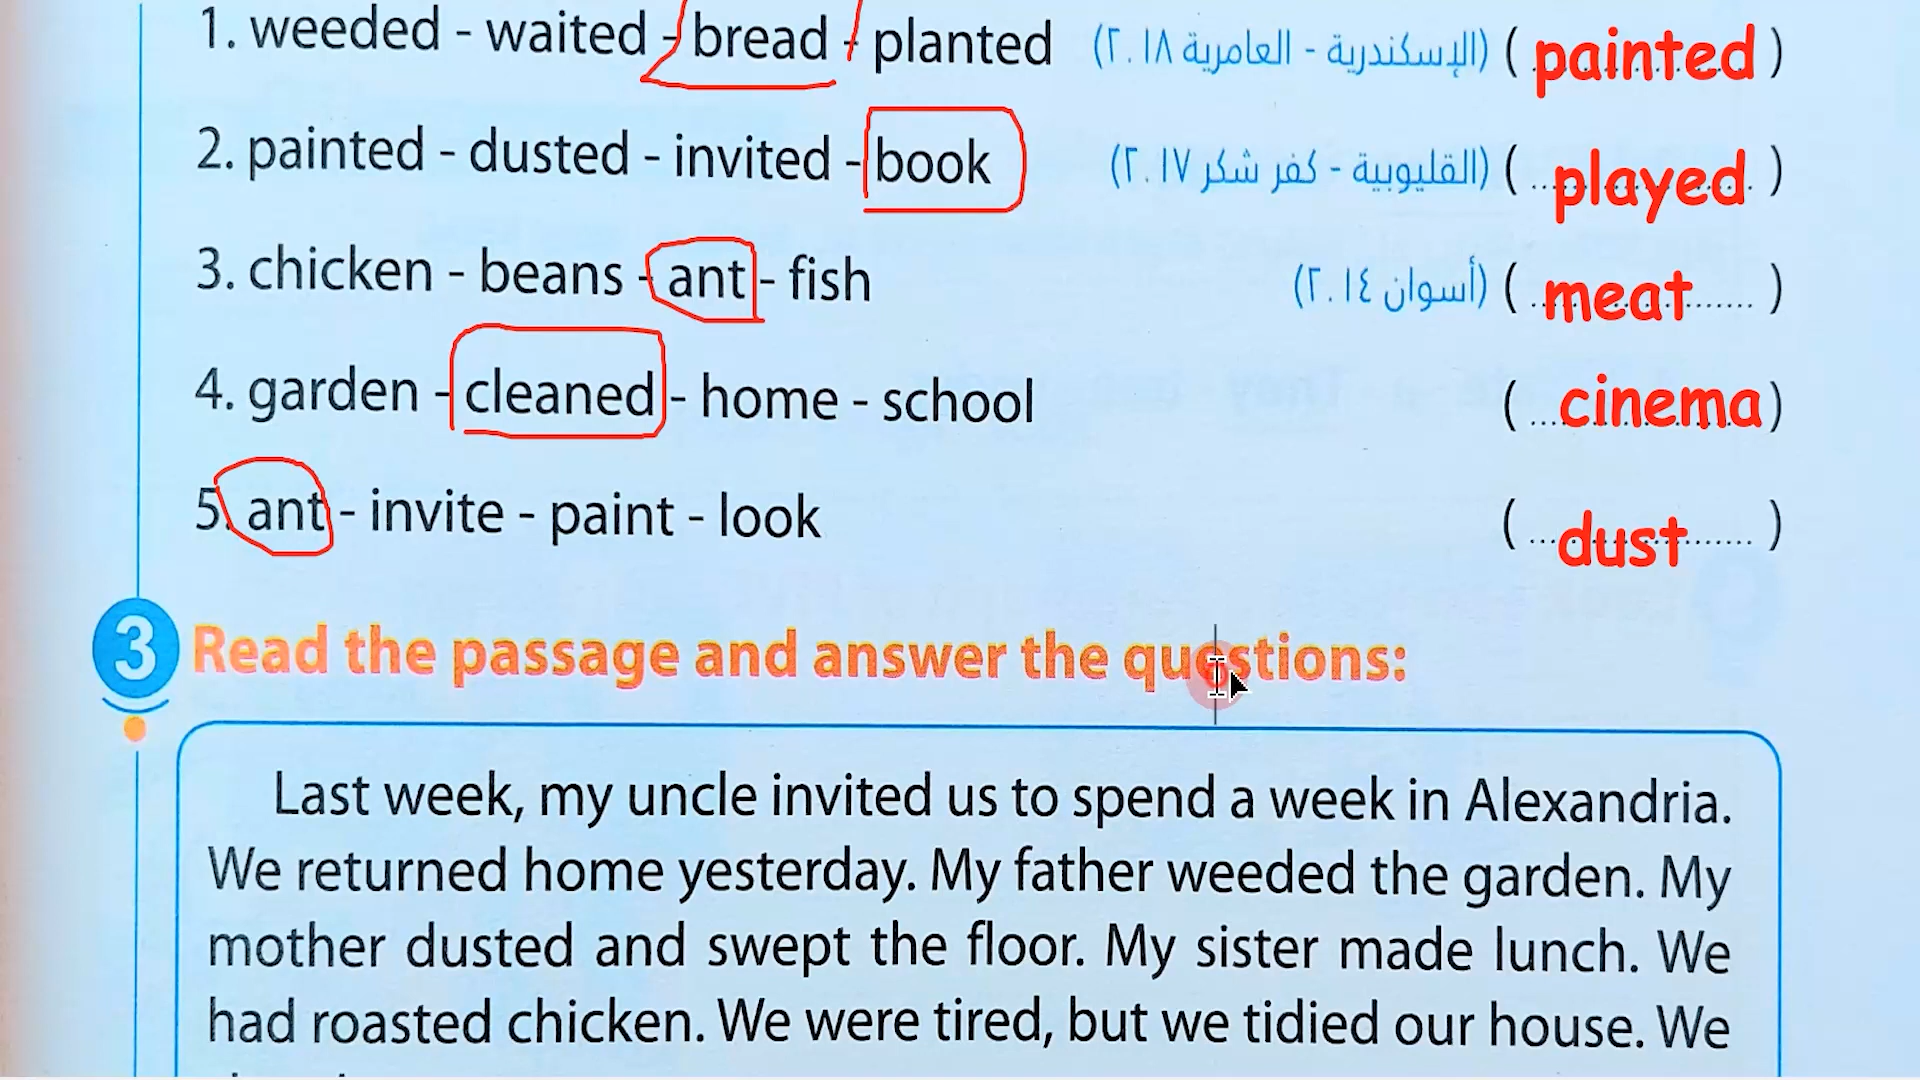 1. weeded - waited - bread - planted (الإسكندرية - العامرية ٢٠١٨) ( painted )
2. painted - dusted - invited - book (القليوبية - كفر شكر ٢٠١٧) ( played )
3. chicken - beans - ant - fish (أسوان ٢٠١٤) ( meat )
4. garden - cleaned - home - school ( cinema )
5. ant - invite - paint - look ( dust )
3 Read the passage and answer the questions:
Last week, my uncle invited us to spend a week in Alexandria.
We returned home yesterday. My father weeded the garden. My
mother dusted and swept the floor. My sister made lunch. We
had roasted chicken. We were tired, but we tidied our house. We